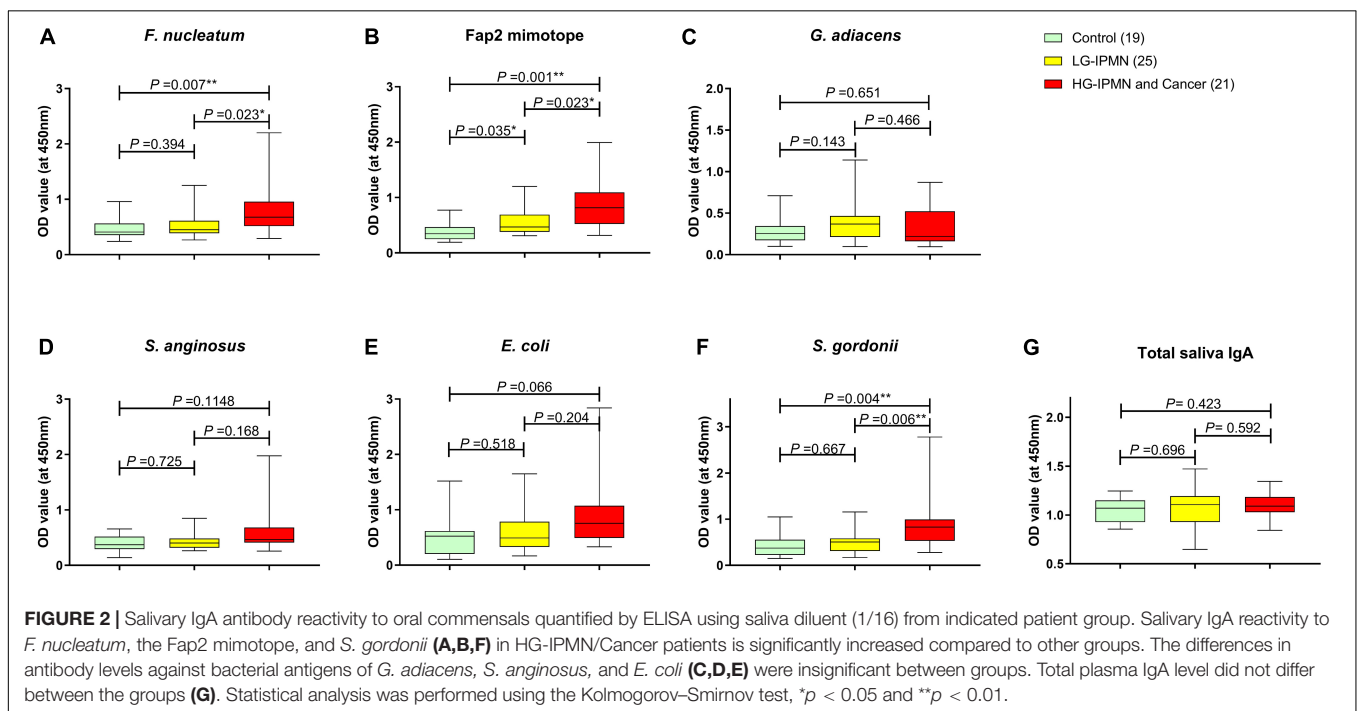 A
F. nucleatum
OD value (at 450nm)
3
2
1
0
P =0.007**
P =0.023*
P =0.394
B
Fap2 mimotope
OD value (at 450nm)
3
2
1
0
P =0.001**
P =0.023*
P =0.035*
C
G. adiacens
OD value (at 450nm)
2.0
1.5
1.0
0.5
0.0
P =0.651
P =0.466
P =0.143
Control (19)
LG-IPMN (25)
HG-IPMN and Cancer (21)
D
S. anginosus
OD value (at 450nm)
3
2
1
0
P =0.1148
P =0.168
P =0.725
E
E. coli
OD value (at 450nm)
3
2
1
0
P =0.066
P =0.204
P =0.518
F
S. gordonii
OD value (at 450nm)
3
2
1
0
P =0.004**
P =0.006**
P =0.667
G
Total saliva IgA
OD value (at 450nm)
2.0
1.5
1.0
0.5
P= 0.423
P= 0.592
P =0.696
FIGURE 2 | Salivary IgA antibody reactivity to oral commensals quantified by ELISA using saliva diluent (1/16) from indicated patient group. Salivary IgA reactivity to
F. nucleatum, the Fap2 mimotope, and S. gordonii (A,B,F) in HG-IPMN/Cancer patients is significantly increased compared to other groups. The differences in
antibody levels against bacterial antigens of G. adiacens, S. anginosus, and E. coli (C,D,E) were insignificant between groups. Total plasma IgA level did not differ
between the groups (G). Statistical analysis was performed using the Kolmogorov–Smirnov test, *p < 0.05 and **p < 0.01.